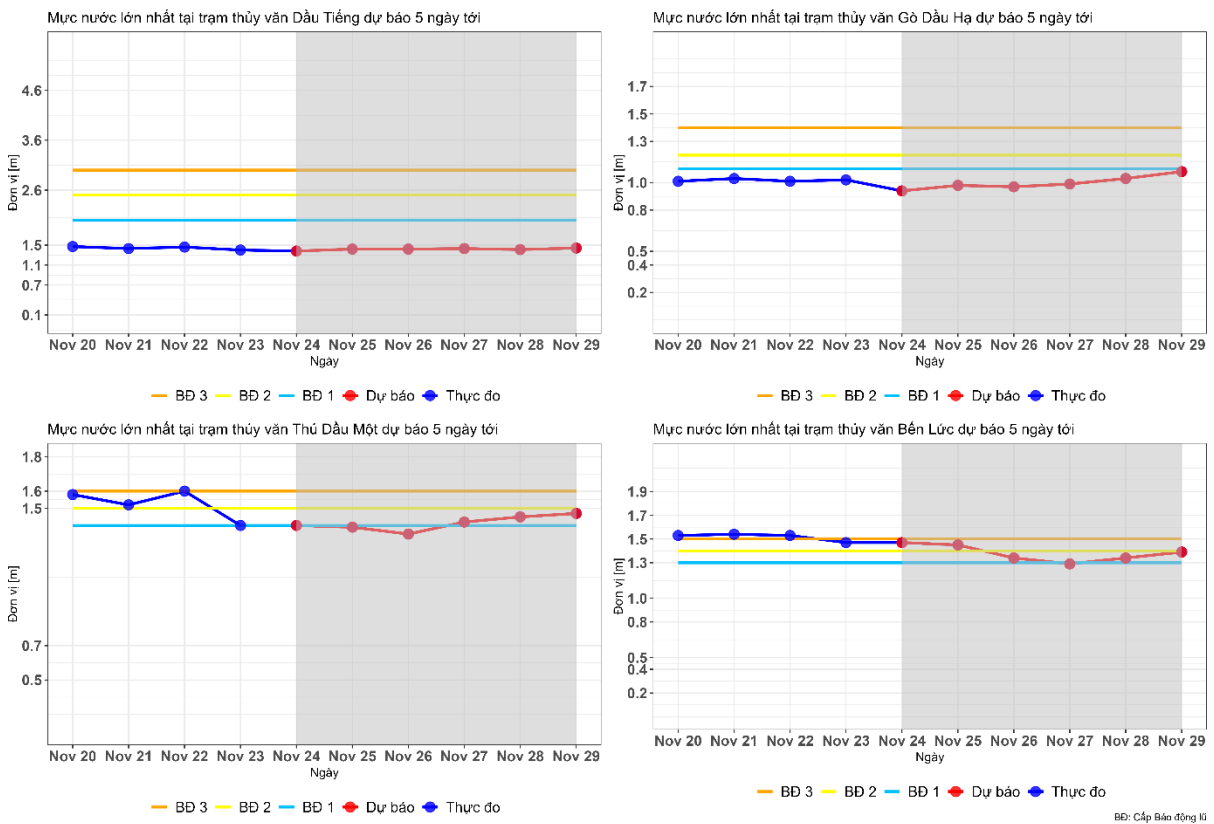 Mực nước lớn nhất tại trạm thủy văn Dầu Tiếng dự báo 5 ngày tới
Đơn vị [m]
4.6
3.6
2.6
1.5
1.1
0.7
0.1
Nov 20 Nov 21 Nov 22 Nov 23 Nov 24 Nov 25 Nov 26 Nov 27 Nov 28 Nov 29
Ngày
BĐ 3 BĐ 2 BĐ 1 Dự báo Thực đo
Mực nước lớn nhất tại trạm thủy văn Gò Dầu Hạ dự báo 5 ngày tới
Đơn vị [m]
1.7
1.5
1.3
1.0
0.8
0.5
0.4
0.2
Nov 20 Nov 21 Nov 22 Nov 23 Nov 24 Nov 25 Nov 26 Nov 27 Nov 28 Nov 29
Ngày
BĐ 3 BĐ 2 BĐ 1 Dự báo Thực đo
Mực nước lớn nhất tại trạm thủy văn Thủ Dầu Một dự báo 5 ngày tới
Đơn vị [m]
1.8
1.6
1.5
0.7
0.5
Nov 20 Nov 21 Nov 22 Nov 23 Nov 24 Nov 25 Nov 26 Nov 27 Nov 28 Nov 29
Ngày
BĐ 3 BĐ 2 BĐ 1 Dự báo Thực đo
Mực nước lớn nhất tại trạm thủy văn Bến Lức dự báo 5 ngày tới
Đơn vị [m]
1.9
1.7
1.5
1.3
1.0
0.8
0.5
0.4
0.2
Nov 20 Nov 21 Nov 22 Nov 23 Nov 24 Nov 25 Nov 26 Nov 27 Nov 28 Nov 29
Ngày
BĐ 3 BĐ 2 BĐ 1 Dự báo Thực đo
BĐ: Cấp Báo động lũ